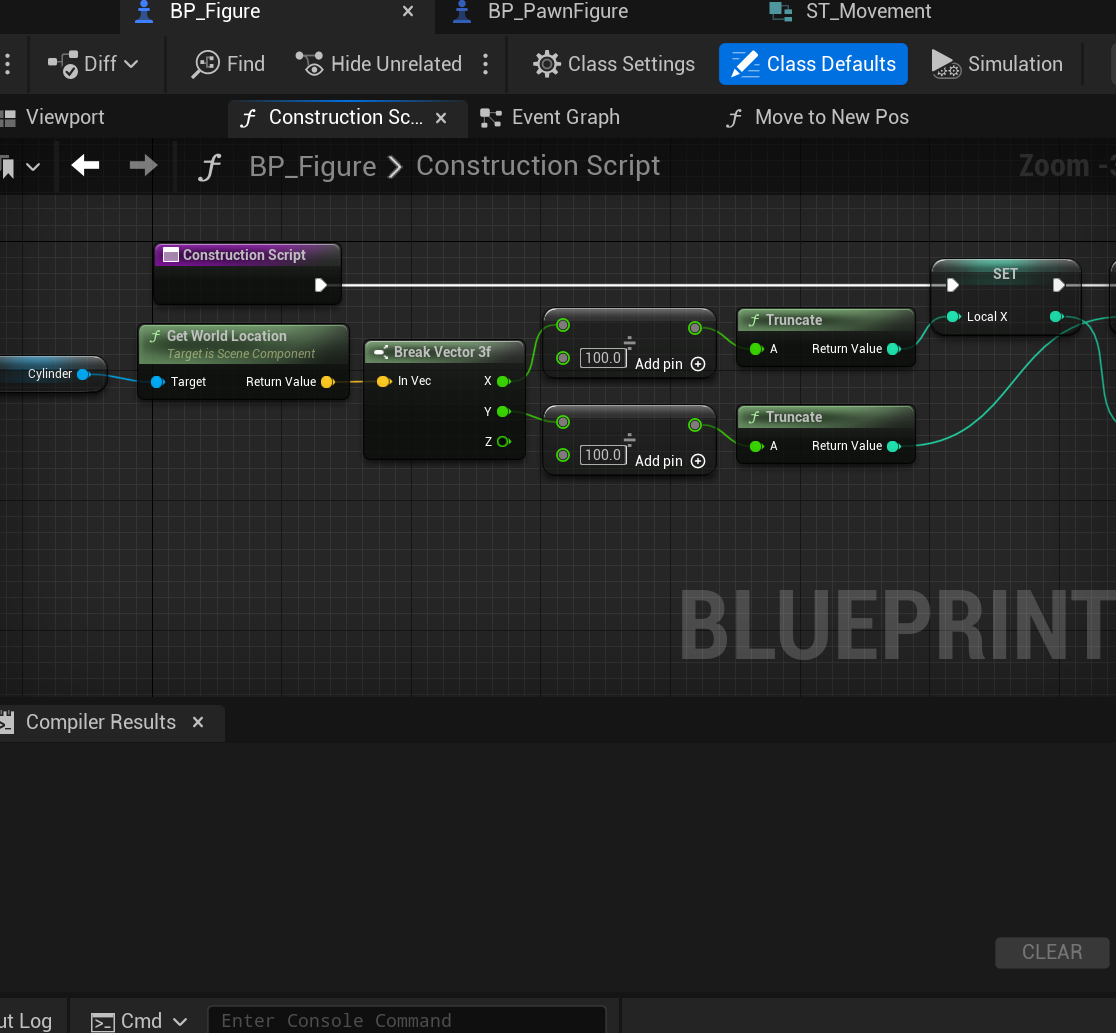 BP_Figure
BP_PawnFigure
ST_Movement
Diff
Find
Hide Unrelated
Class Settings
Class Defaults
Simulation
Viewport
Construction Sc...
Event Graph
Move to New Pos
BP_Figure > Construction Script
Zoom -3
Construction Script
SET
Local X
Get World Location
Target is Scene Component
Target
Return Value
Cylinder
Break Vector 3f
In Vec
X
Y
Z
÷
100.0
Add pin
Truncate
A
Return Value
÷
100.0
Add pin
Truncate
A
Return Value
BLUEPRINT
Compiler Results
CLEAR
ut Log
Cmd
Enter Console Command